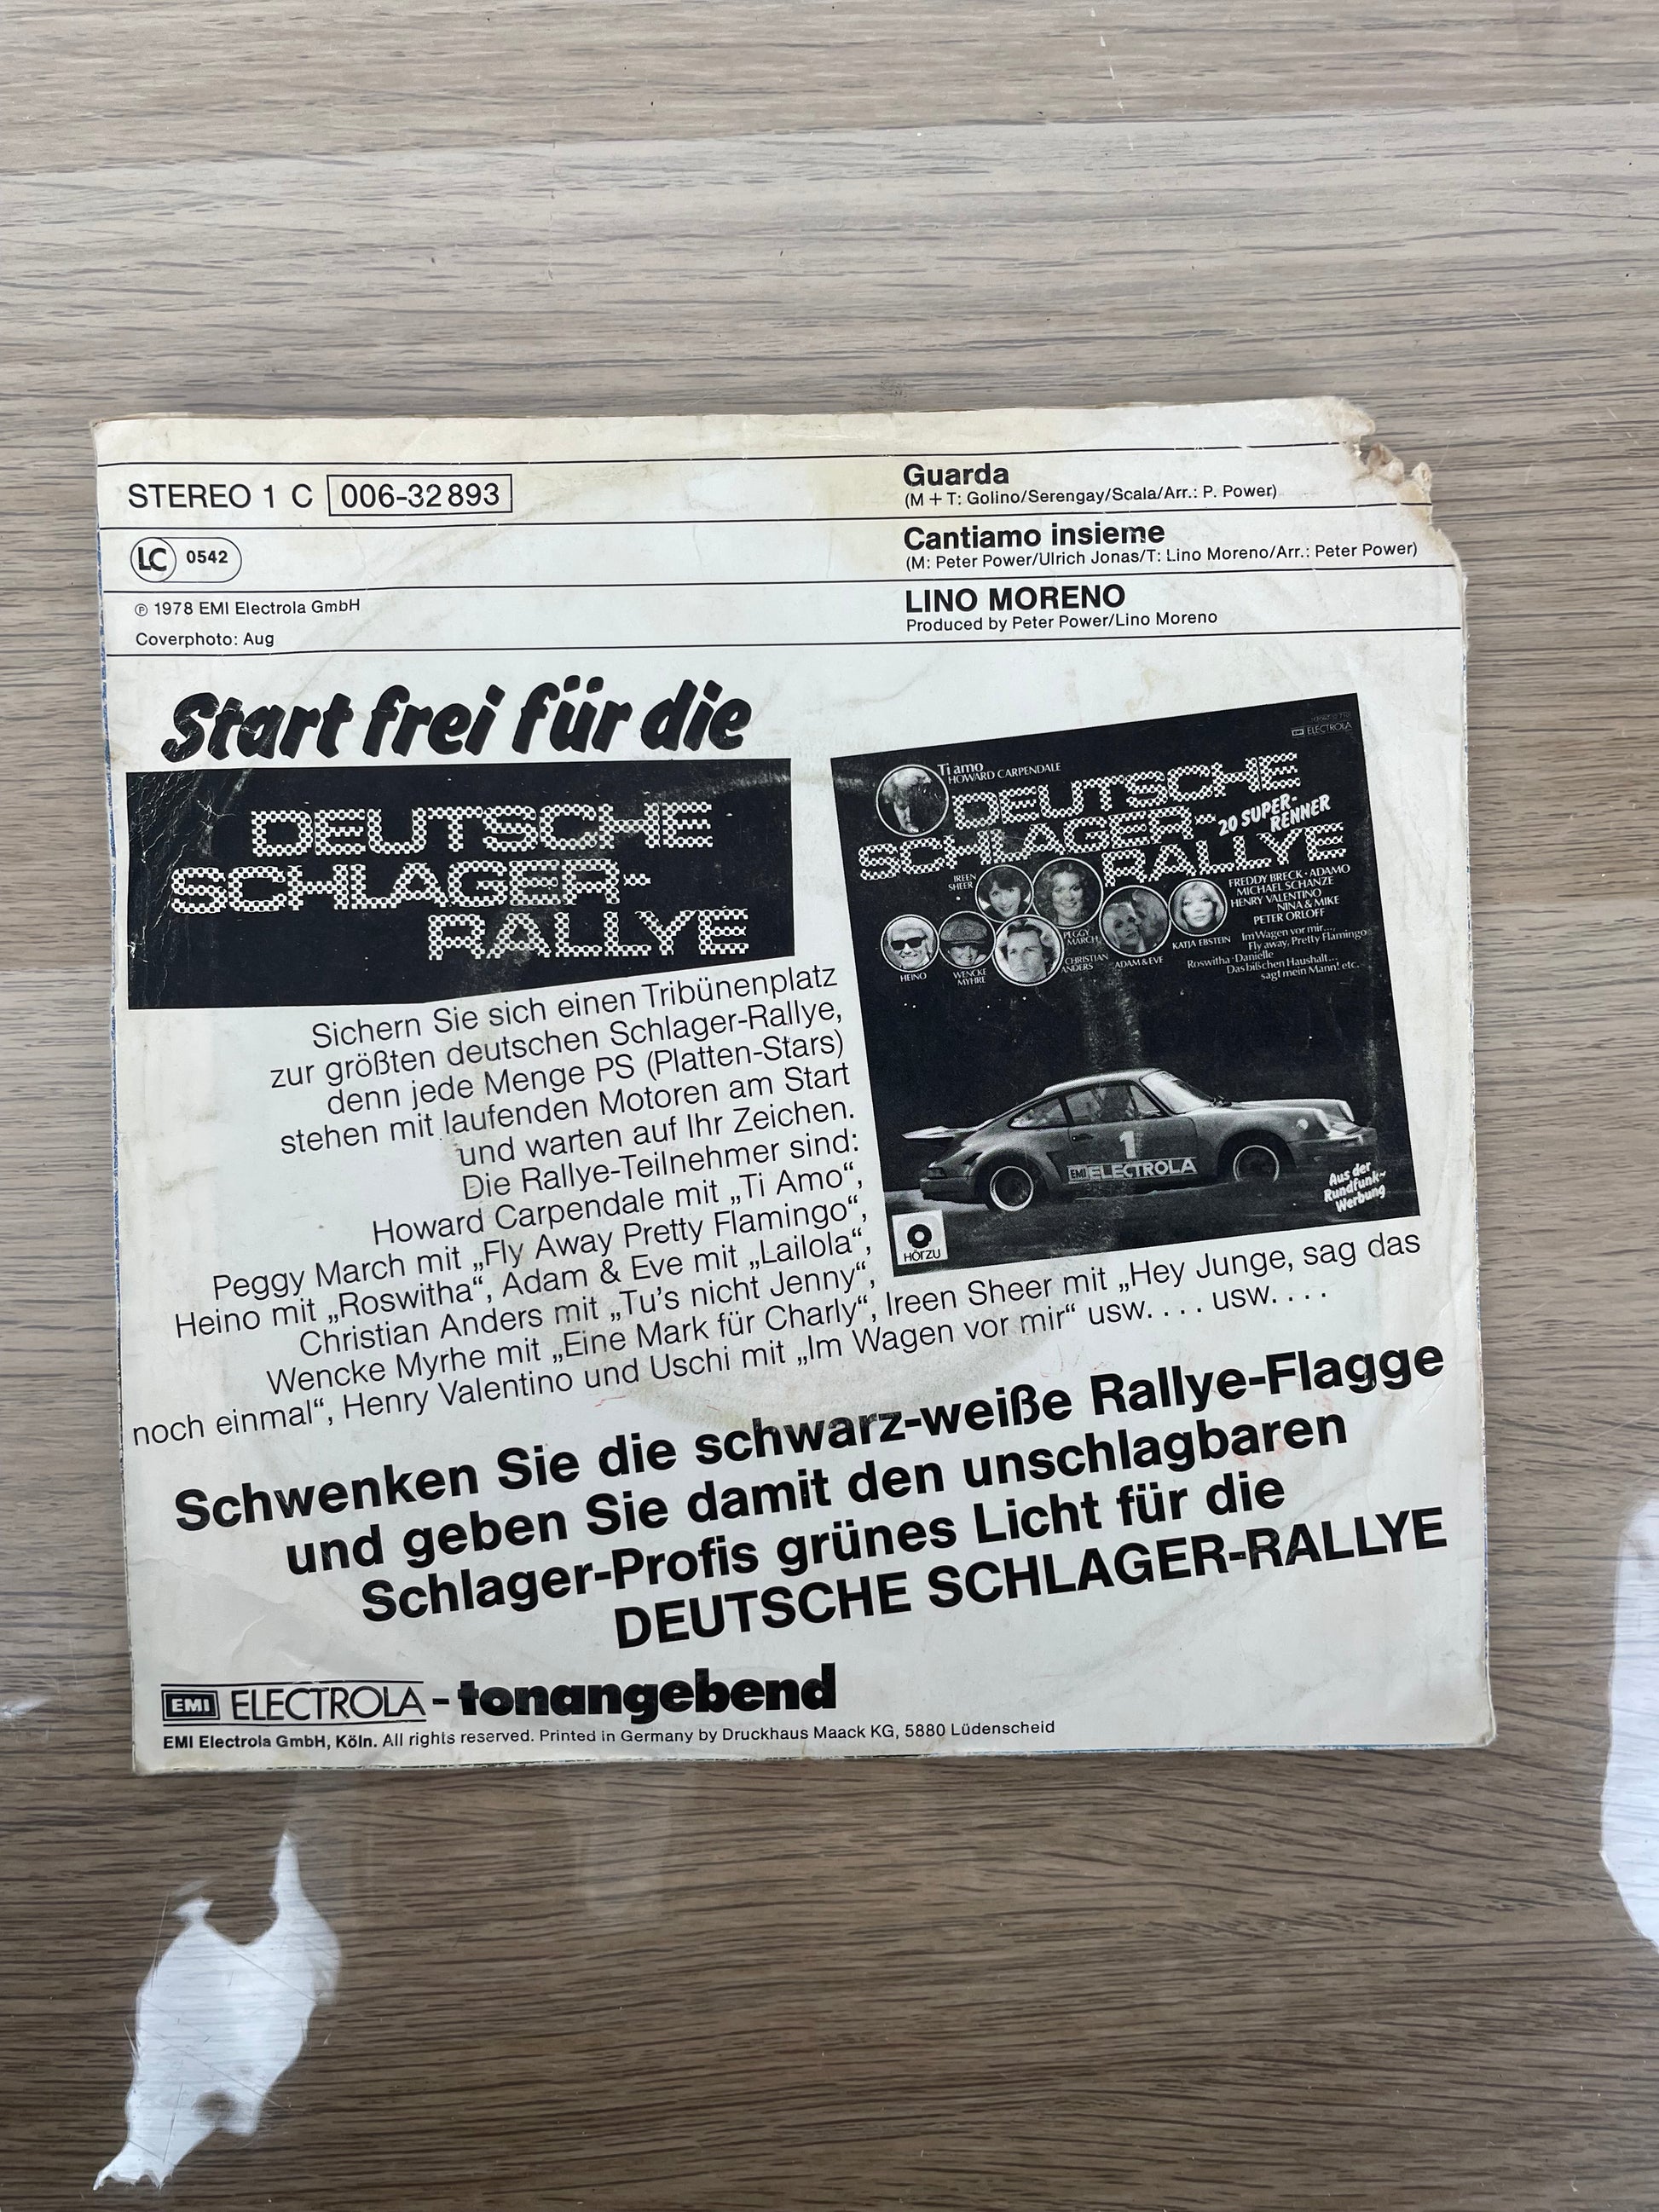 STEREO 1 C 006-32 893
LC 0542
℗ 1978 EMI Electrola GmbH
Coverphoto: Aug
Guarda
(M + T: Golino/Serengay/Scala/Arr.: P. Power)
Cantiamo insieme
(M: Peter Power/Ulrich Jonas/T: Lino Moreno/Arr.: Peter Power)
LINO MORENO
Produced by Peter Power/Lino Moreno
Start frei für die
DEUTSCHE
SCHLAGER-
RALLYE
ELECTROLA
Ti amo
HOWARD CARPENDALE
DEUTSCHE
SCHLAGER-
RALLYE
20 SUPER-
RENNER
IREEN
SHEER
PEGGY
MARCH
HEINO
WENCKE
MYHRE
CHRISTIAN
ANDERS
ADAM & EVE
KATJA EBSTEIN
FREDDY BRECK · ADAMO
MICHAEL SCHANZE
HENRY VALENTINO
NINA & MIKE
PETER ORLOFF
Im Wagen vor mir...
Fly away, Pretty Flamingo
Roswitha · Danielle
Das bißchen Haushalt...
sagt mein Mann! etc.
1
EMI ELECTROLA
Aus der
Rundfunk-
Werbung
HÖRZU
Sichern Sie sich einen Tribünenplatz
zur größten deutschen Schlager-Rallye,
denn jede Menge PS (Platten-Stars)
stehen mit laufenden Motoren am Start
und warten auf Ihr Zeichen.
Die Rallye-Teilnehmer sind:
Howard Carpendale mit „Ti Amo“,
Peggy March mit „Fly Away Pretty Flamingo“,
Heino mit „Roswitha“, Adam & Eve mit „Lailola“,
Christian Anders mit „Tu's nicht Jenny“,
Wencke Myrhe mit „Eine Mark für Charly“, Ireen Sheer mit „Hey Junge, sag das
noch einmal“, Henry Valentino und Uschi mit „Im Wagen vor mir“ usw. . . . usw. . . .
Schwenken Sie die schwarz-weiße Rallye-Flagge
und geben Sie damit den unschlagbaren
Schlager-Profis grünes Licht für die
DEUTSCHE SCHLAGER-RALLYE
EMI ELECTROLA - tonangebend
EMI Electrola GmbH, Köln. All rights reserved. Printed in Germany by Druckhaus Maack KG, 5880 Lüdenscheid